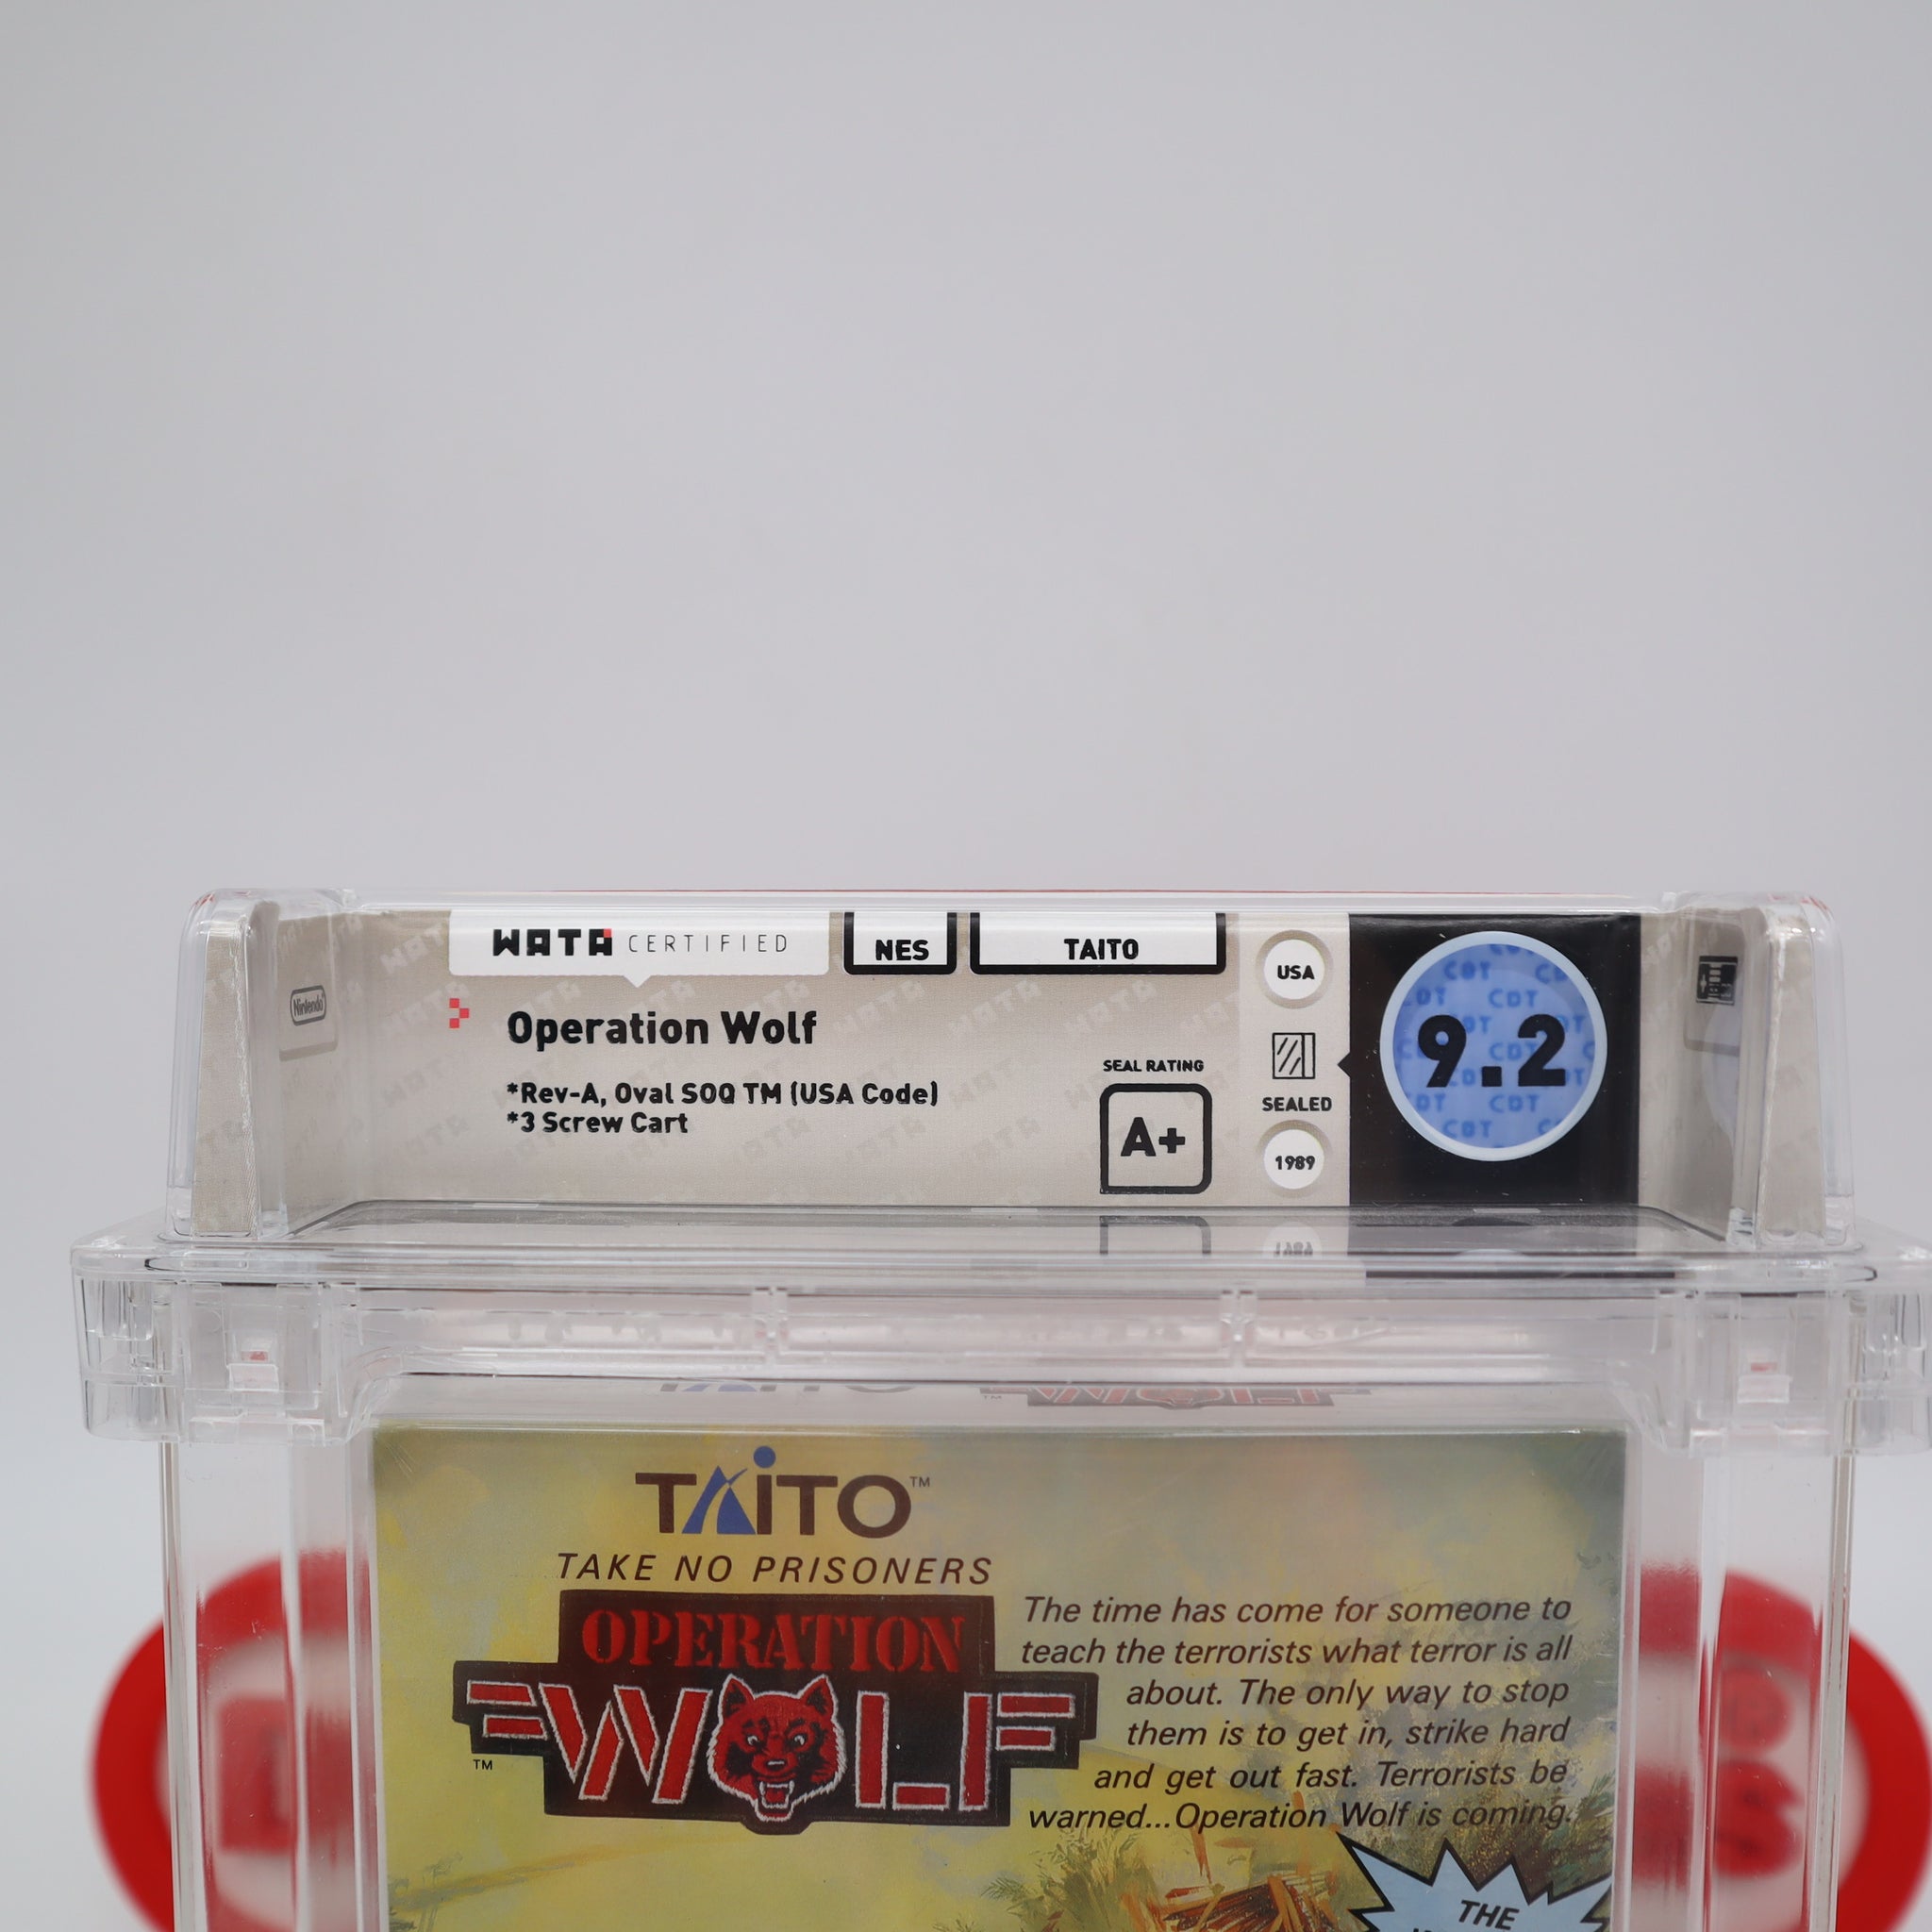 WATA CERTIFIED
NES
TAITO
Nintendo
Operation Wolf
*Rev-A, Oval SOQ TM (USA Code)
*3 Screw Cart
SEAL RATING
A+
USA
SEALED
1989
9.2
TAITO™
TAKE NO PRISONERS
OPERATION
WOLF
TM
The time has come for someone to
teach the terrorists what terror is all
about. The only way to stop
them is to get in, strike hard
and get out fast. Terrorists be
warned...Operation Wolf is coming.
THE